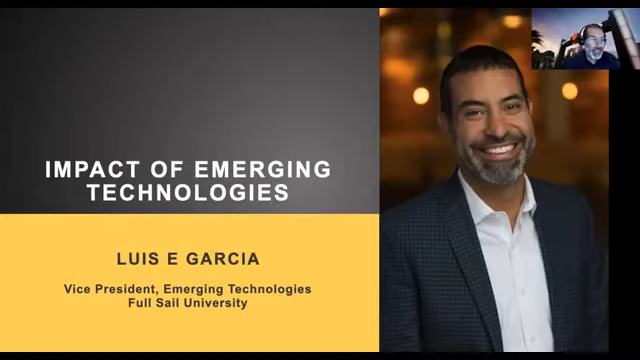 IMPACT OF EMERGING
TECHNOLOGIES
LUIS E GARCIA
Vice President, Emerging Technologies
Full Sail University